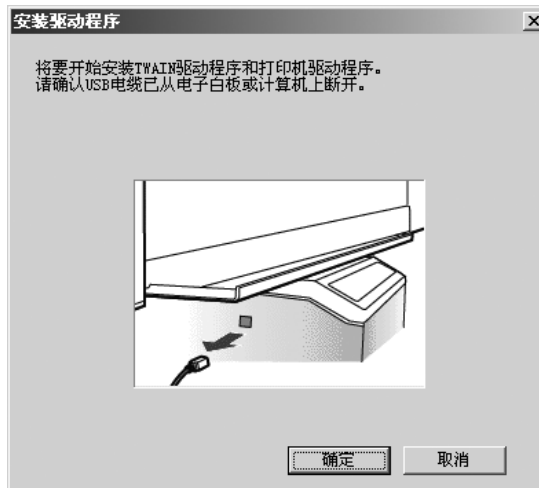 安装驱动程序
将要开始安装TWAIN驱动程序和打印机驱动程序。
请确认USB电缆已从电子白板或计算机上断开。
确定
取消